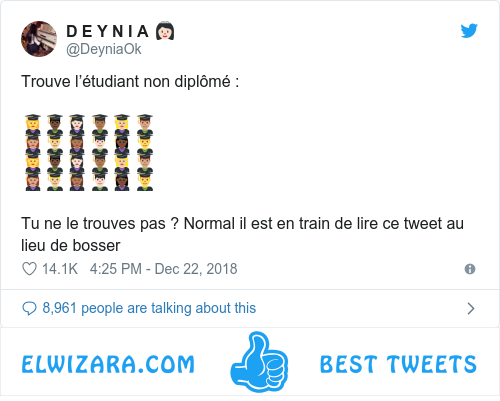 D E Y N I A
@DeyniaOk
Trouve l’étudiant non diplômé :
Tu ne le trouves pas ? Normal il est en train de lire ce tweet au
lieu de bosser
14.1K 4:25 PM - Dec 22, 2018
8,961 people are talking about this
ELWIZARA.COM BEST TWEETS